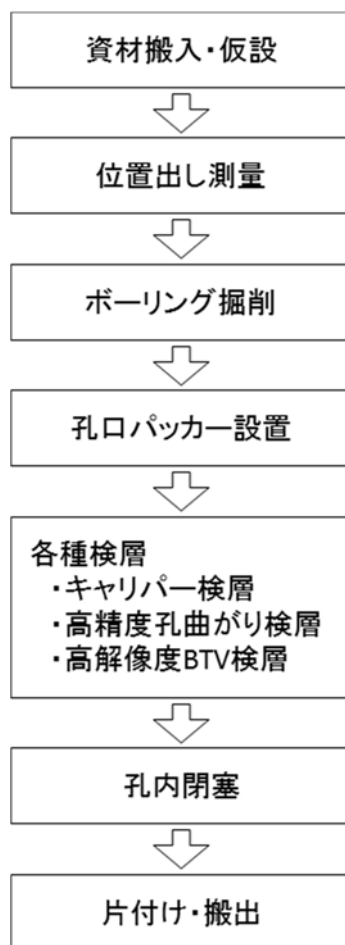 資材搬入・仮設
位置出し測量
ボーリング掘削
孔口パッカー設置
各種検層
・キャリパー検層
・高精度孔曲がり検層
・高解像度BTV検層
孔内閉塞
片付け・搬出